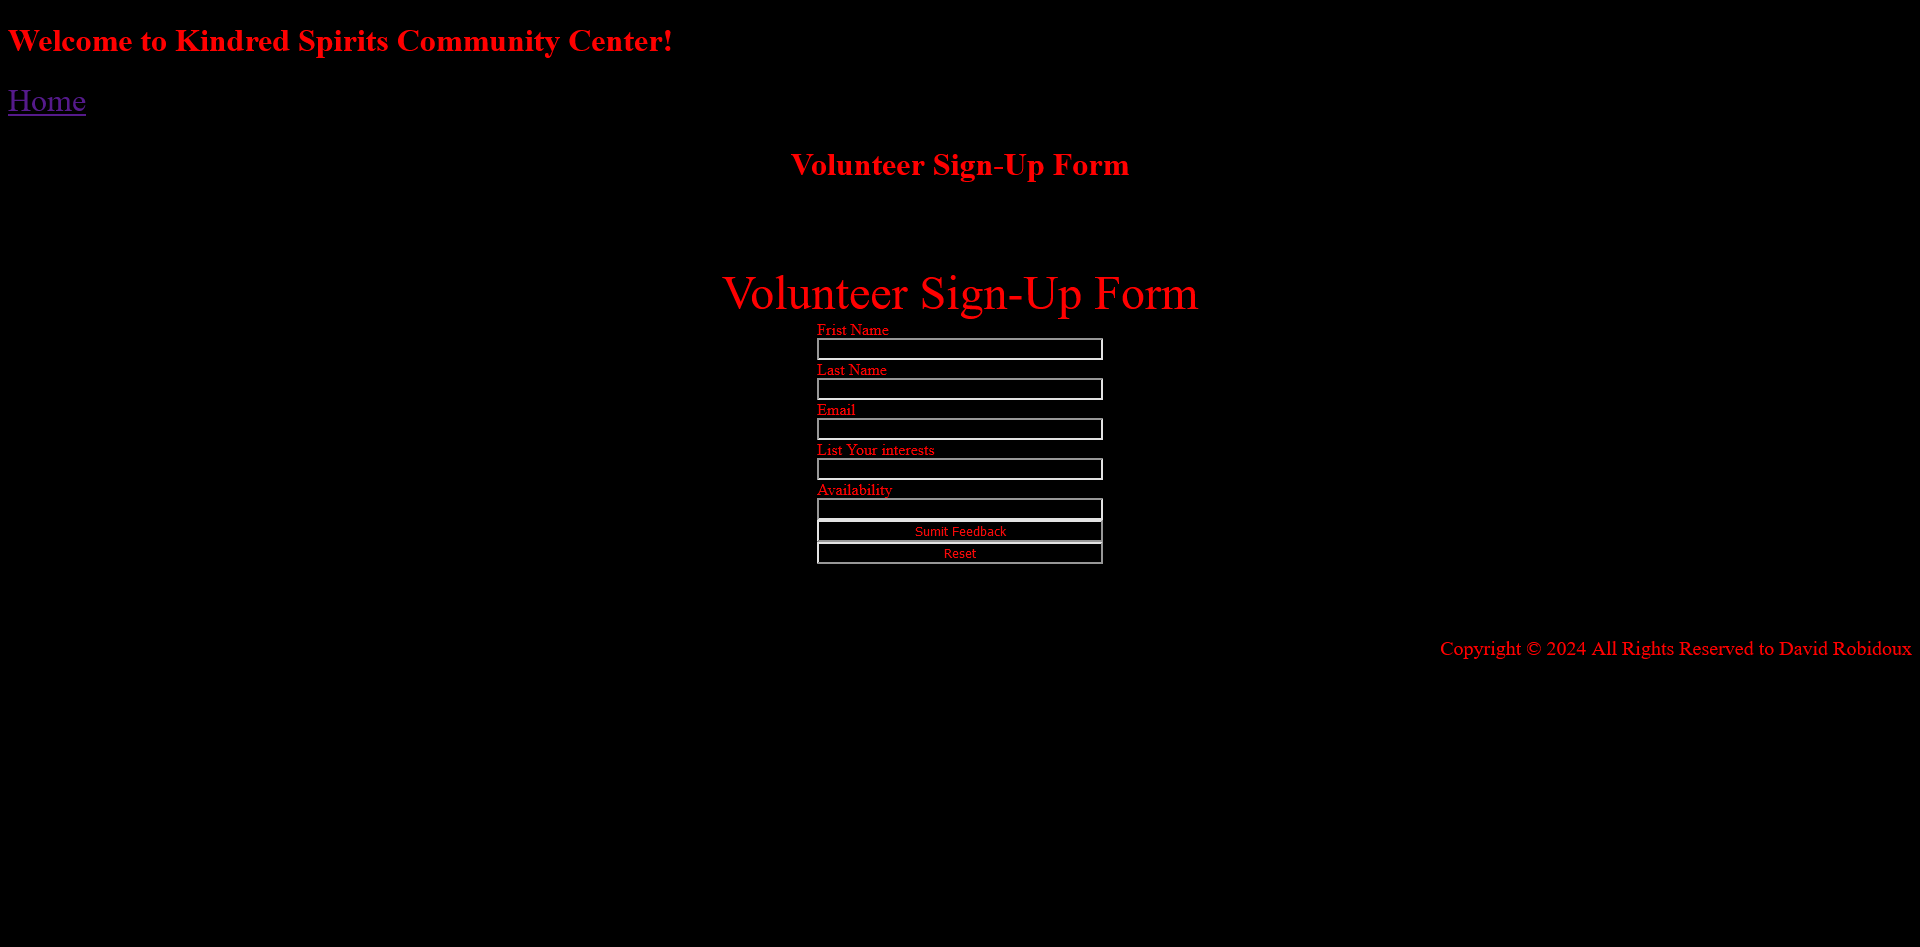 Welcome to Kindred Spirits Community Center!
Home
Volunteer Sign-Up Form
Volunteer Sign-Up Form
Frist Name
Last Name
Email
List Your interests
Availability
Sumit Feedback
Reset
Copyright © 2024 All Rights Reserved to David Robidoux